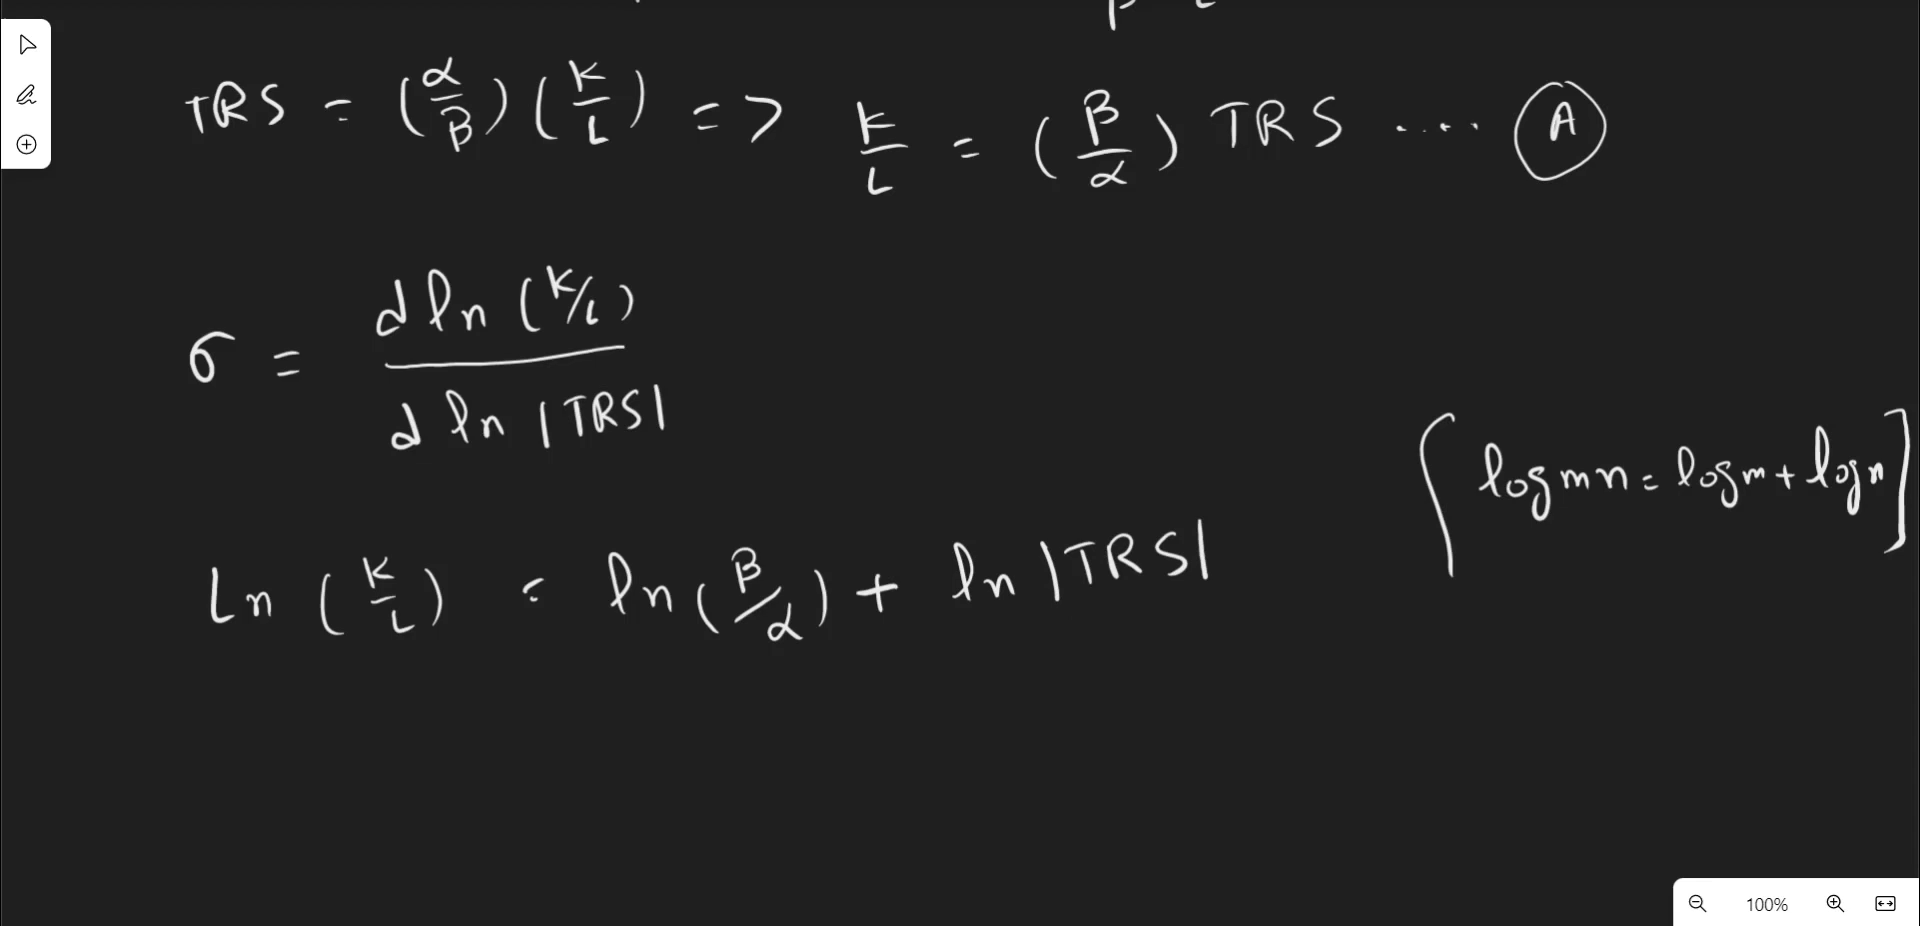 TRS = (α/β) (K/L) => K/L = (β/α) TRS .... A
σ = d ln (K/L) / d ln |TRS|
[log mn = log m + log n]
Ln (K/L) = ln (β/α) + ln |TRS|
100%